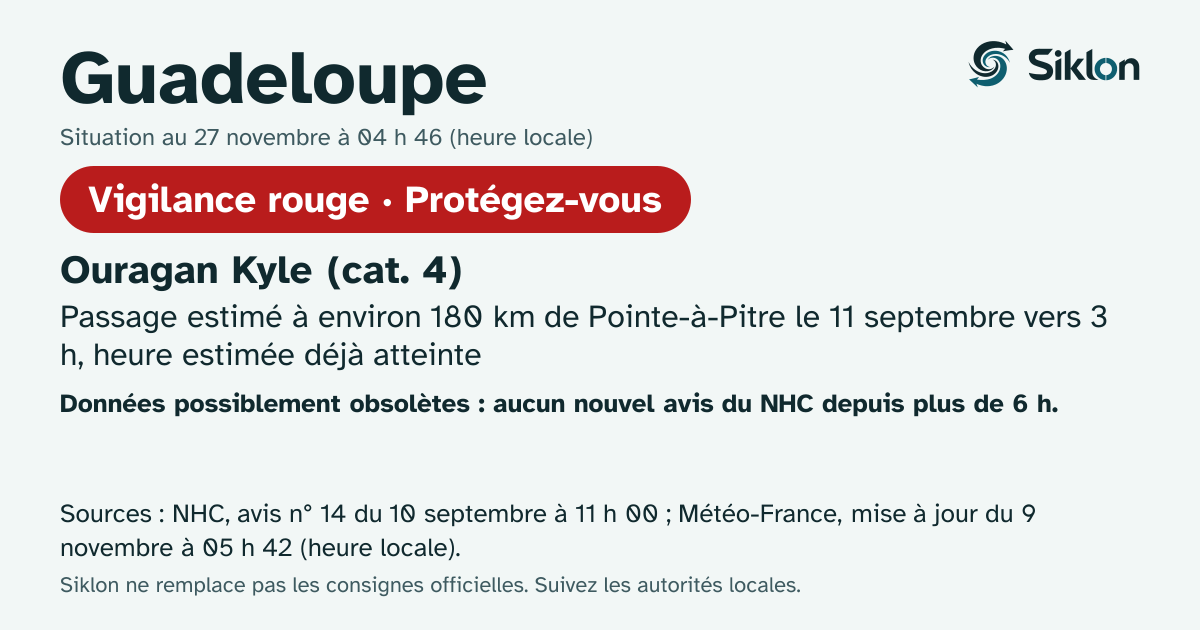 Guadeloupe
Siklon
Situation au 27 novembre à 04 h 46 (heure locale)
Vigilance rouge · Protégez-vous
Ouragan Kyle (cat. 4)
Passage estimé à environ 180 km de Pointe-à-Pitre le 11 septembre vers 3
h, heure estimée déjà atteinte
Données possiblement obsolètes : aucun nouvel avis du NHC depuis plus de 6 h.
Sources : NHC, avis n° 14 du 10 septembre à 11 h 00 ; Météo-France, mise à jour du 9
novembre à 05 h 42 (heure locale).
Siklon ne remplace pas les consignes officielles. Suivez les autorités locales.